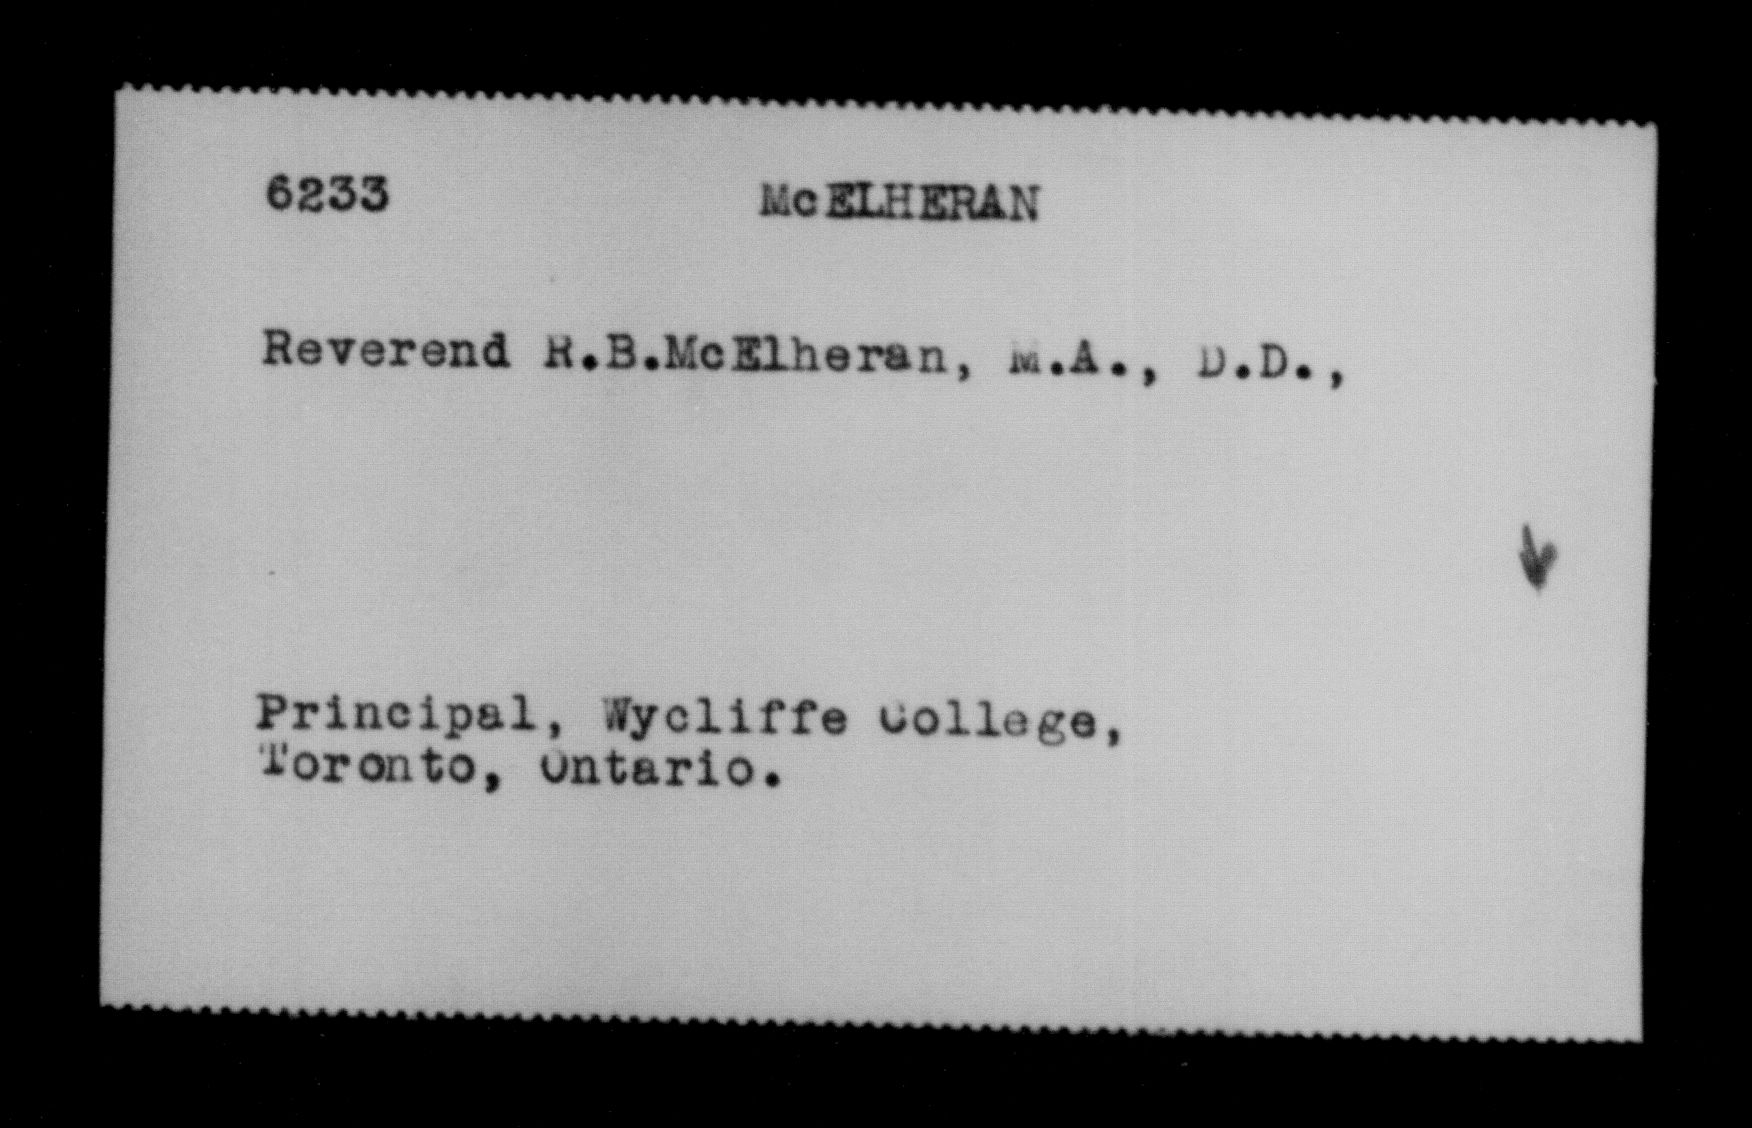 6233 McELHERAN
Reverend R.B.McElheran, M.A., D.D.,
Principal, Wycliffe College,
Toronto, Ontario.